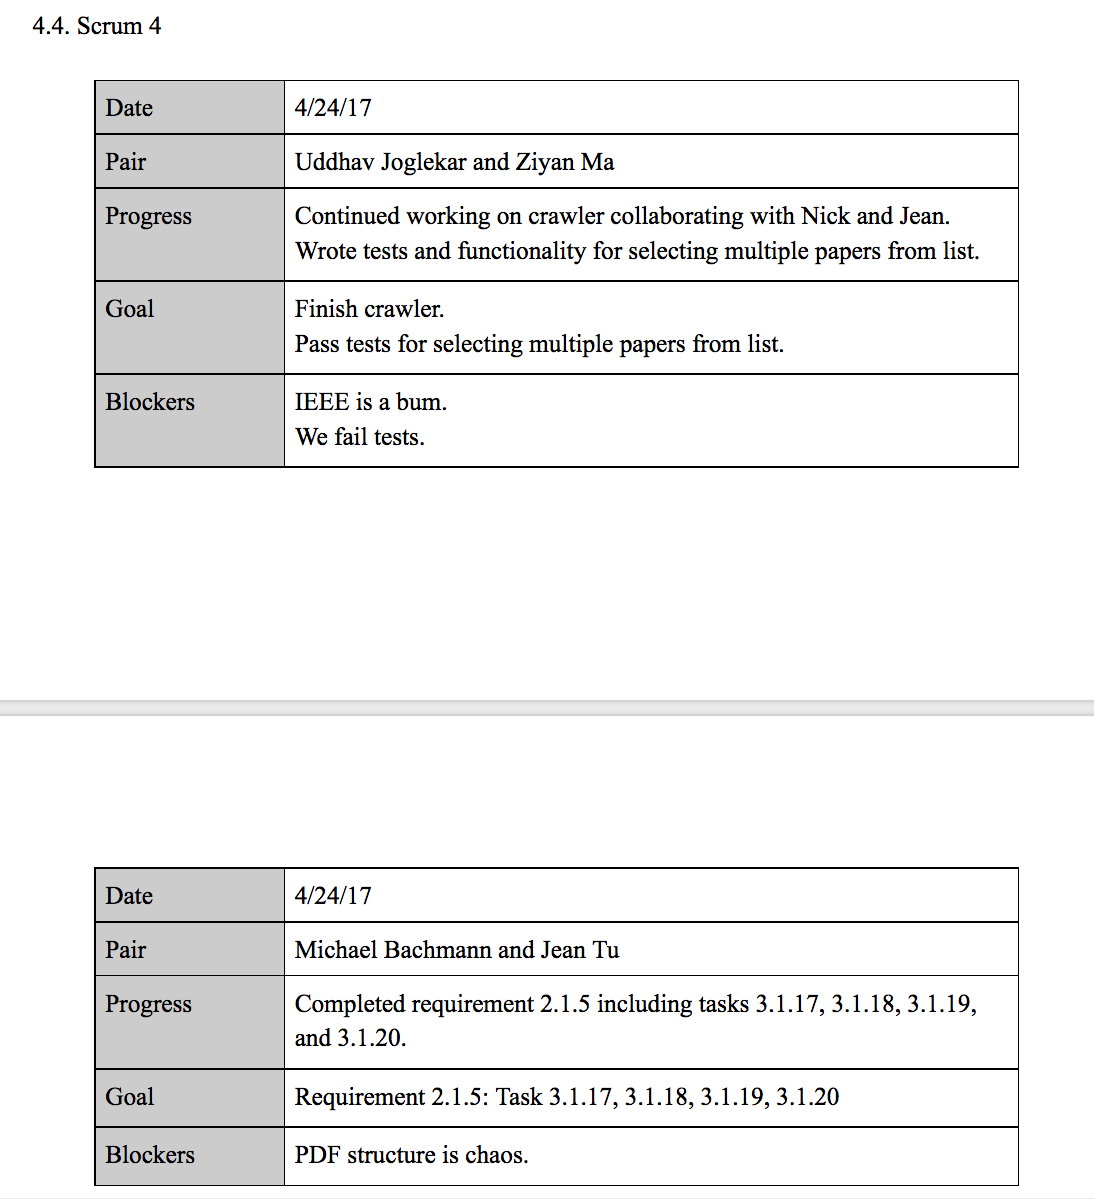 4.4. Scrum 4
Date
4/24/17
Pair
Uddhav Joglekar and Ziyan Ma
Progress
Continued working on crawler collaborating with Nick and Jean.
Wrote tests and functionality for selecting multiple papers from list.
Goal
Finish crawler.
Pass tests for selecting multiple papers from list.
Blockers
IEEE is a bum.
We fail tests.
Date
4/24/17
Pair
Michael Bachmann and Jean Tu
Progress
Completed requirement 2.1.5 including tasks 3.1.17, 3.1.18, 3.1.19,
and 3.1.20.
Goal
Requirement 2.1.5: Task 3.1.17, 3.1.18, 3.1.19, 3.1.20
Blockers
PDF structure is chaos.